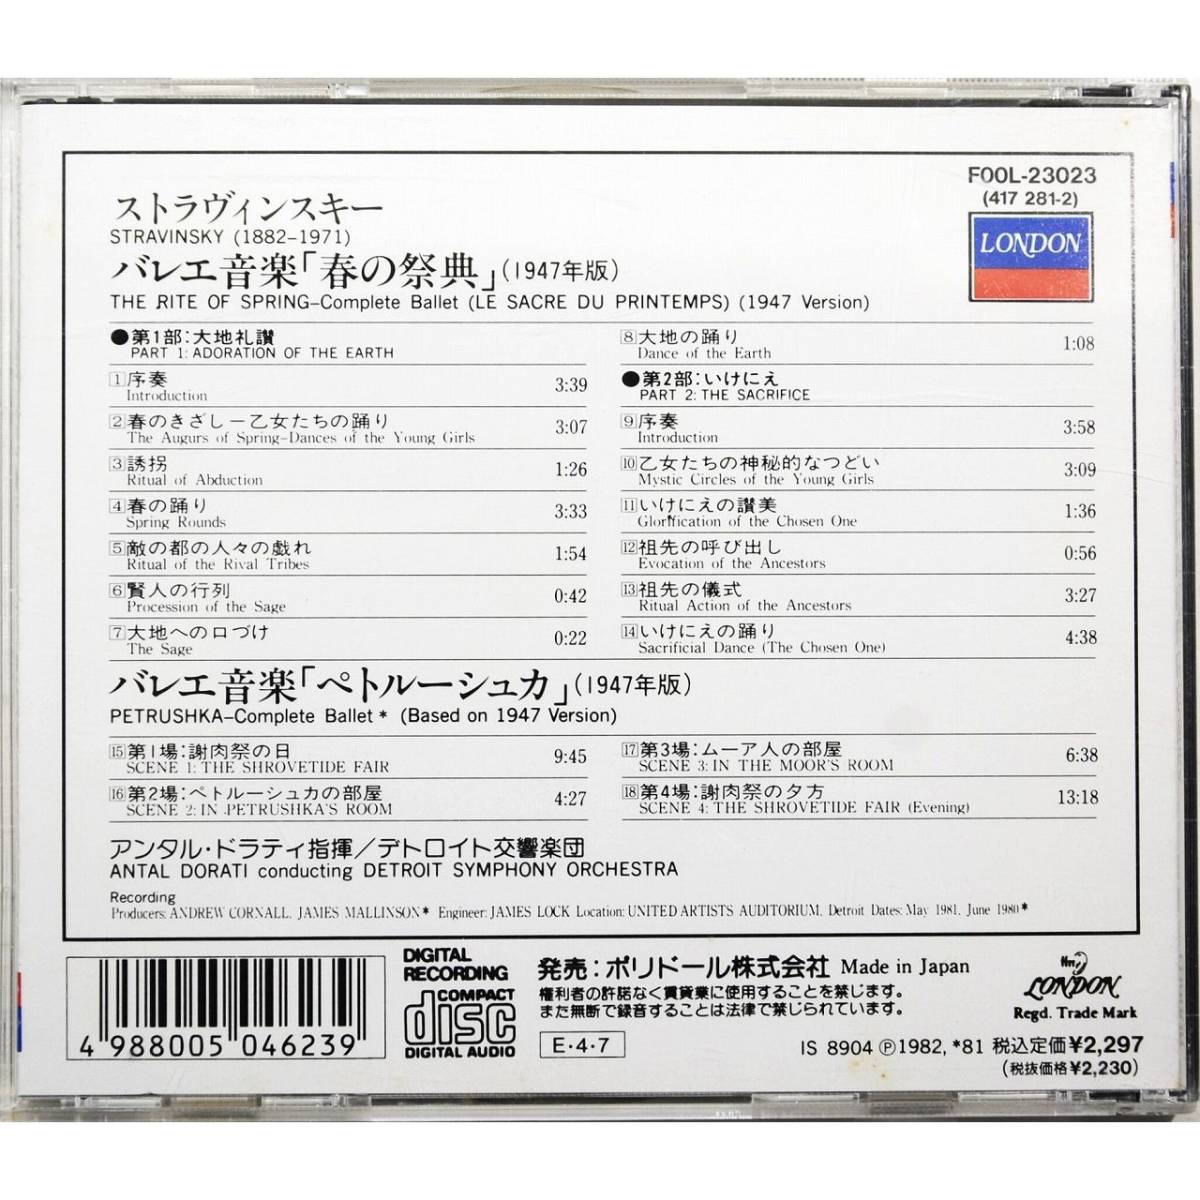 FOOL-23023
(417 281-2)
LONDON
ストラヴィンスキー
STRAVINSKY (1882–1971)
バレエ音楽「春の祭典」(1947年版)
THE RITE OF SPRING–Complete Ballet (LE SACRE DU PRINTEMPS) (1947 Version)
●第1部:大地礼讃
PART 1: ADORATION OF THE EARTH
1 序奏 3:39
Introduction
2 春のきざし－乙女たちの踊り 3:07
The Augurs of Spring–Dances of the Young Girls
3 誘拐 1:26
Ritual of Abduction
4 春の踊り 3:33
Spring Rounds
5 敵の都の人々の戯れ 1:54
Ritual of the Rival Tribes
6 賢人の行列 0:42
Procession of the Sage
7 大地への口づけ 0:22
The Sage
8 大地の踊り 1:08
Dance of the Earth
●第2部:いけにえ
PART 2: THE SACRIFICE
9 序奏 3:58
Introduction
10 乙女たちの神秘的なつどい 3:09
Mystic Circles of the Young Girls
11 いけにえの讃美 1:36
Glorification of the Chosen One
12 祖先の呼び出し 0:56
Evocation of the Ancestors
13 祖先の儀式 3:27
Ritual Action of the Ancestors
14 いけにえの踊り 4:38
Sacrificial Dance (The Chosen One)
バレエ音楽「ペトルーシュカ」(1947年版)
PETRUSHKA–Complete Ballet* (Based on 1947 Version)
15 第1場:謝肉祭の日 9:45
SCENE 1: THE SHROVETIDE FAIR
16 第2場:ペトルーシュカの部屋 4:27
SCENE 2: IN PETRUSHKA'S ROOM
17 第3場:ムーア人の部屋 6:38
SCENE 3: IN THE MOOR'S ROOM
18 第4場:謝肉祭の夕方 13:18
SCENE 4: THE SHROVETIDE FAIR (Evening)
アンタル・ドラティ指揮/デトロイト交響楽団
ANTAL DORATI conducting DETROIT SYMPHONY ORCHESTRA
Recording
Producers: ANDREW CORNALL, JAMES MALLINSON* Engineer: JAMES LOCK Location: UNITED ARTISTS AUDITORIUM, Detroit Dates: May 1981, June 1980*
4 988005 046239
DIGITAL RECORDING
COMPACT disc DIGITAL AUDIO
発売:ポリドール株式会社 Made in Japan
権利者の許諾なく賃貸業に使用することを禁じます。
また無断で録音することは法律で禁じられています。
E・4・7
LONDON
Regd. Trade Mark
IS 8904 ℗1982, *81 税込定価¥2,297
(税抜価格¥2,230)